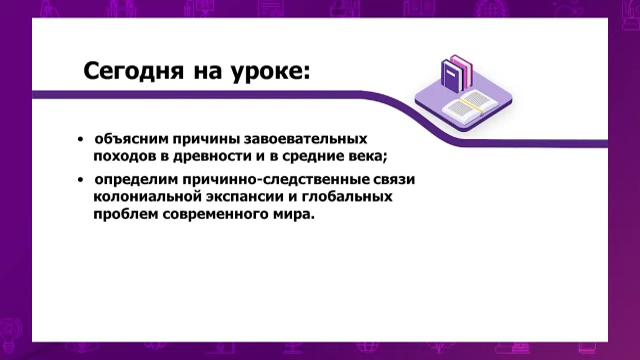 Сегодня на уроке:
• объясним причины завоевательных
походов в древности и в средние века;
• определим причинно-следственные связи
колониальной экспансии и глобальных
проблем современного мира.